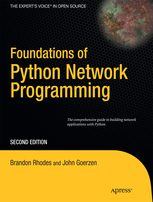 THE EXPERT'S VOICE® IN OPEN SOURCE
Foundations of
Python Network
Programming
The comprehensive guide to building network
applications with Python
SECOND EDITION
Brandon Rhodes and John Goerzen
Apress®